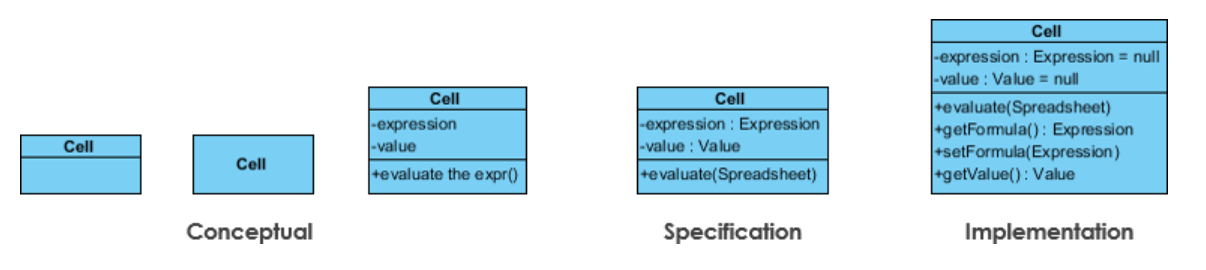 Cell
Cell
Cell
-expression
-value
+evaluate the expr()
Conceptual
Cell
-expression : Expression
-value : Value
+evaluate(Spreadsheet)
Specification
Cell
-expression : Expression = null
-value : Value = null
+evaluate(Spreadsheet)
+getFormula() : Expression
+setFormula(Expression)
+getValue() : Value
Implementation